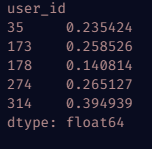 user_id
35     0.235424
173    0.258526
178    0.140814
274    0.265127
314    0.394939
dtype: float64